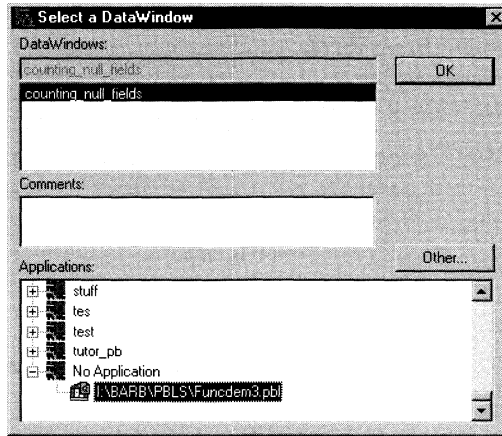 Select a DataWindow
DataWindows:
counting_null_fields
OK
counting_null_fields
Comments:
Other...
Applications:
stuff
tes
test
tutor_pb
No Application
I:\BARB\PBLS\Funcdem3.pbl